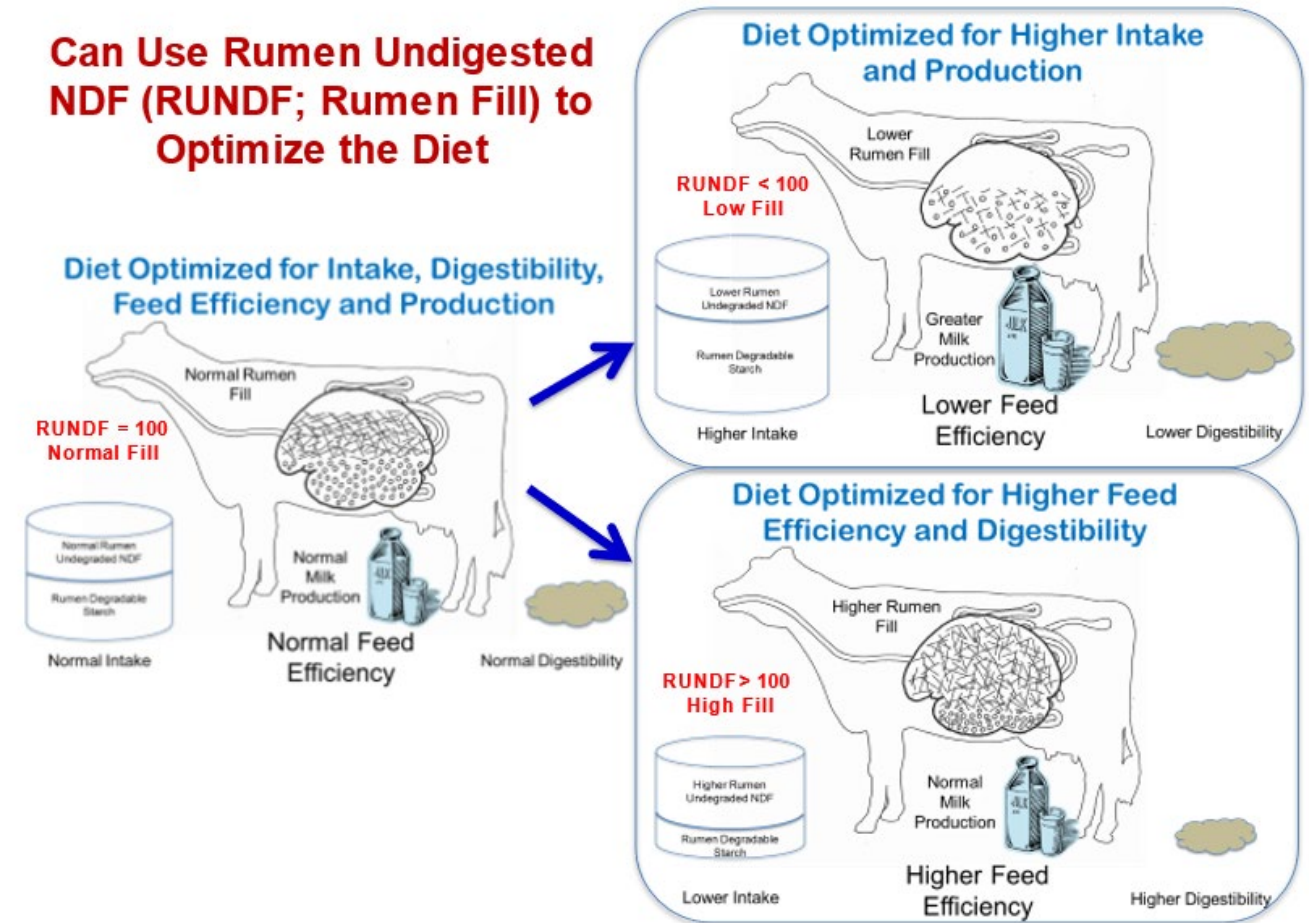 Can Use Rumen Undigested
NDF (RUNDF; Rumen Fill) to
Optimize the Diet
Diet Optimized for Intake, Digestibility,
Feed Efficiency and Production
Normal Rumen
Fill
RUNDF = 100
Normal Fill
Normal Rumen
Undegraded NDF
Rumen Degradable
Starch
Normal Intake
Normal
Milk
Production
MILK
Normal Feed
Efficiency
Normal Digestibility
Diet Optimized for Higher Intake
and Production
Lower
Rumen Fill
RUNDF < 100
Low Fill
Lower Rumen
Undegraded NDF
Rumen Degradable
Starch
Higher Intake
Greater
Milk
Production
MILK
Lower Feed
Efficiency
Lower Digestibility
Diet Optimized for Higher Feed
Efficiency and Digestibility
Higher Rumen
Fill
RUNDF> 100
High Fill
Higher Rumen
Undegraded NDF
Rumen Degradable
Starch
Lower Intake
Normal
Milk
Production
MILK
Higher Feed
Efficiency
Higher Digestibility